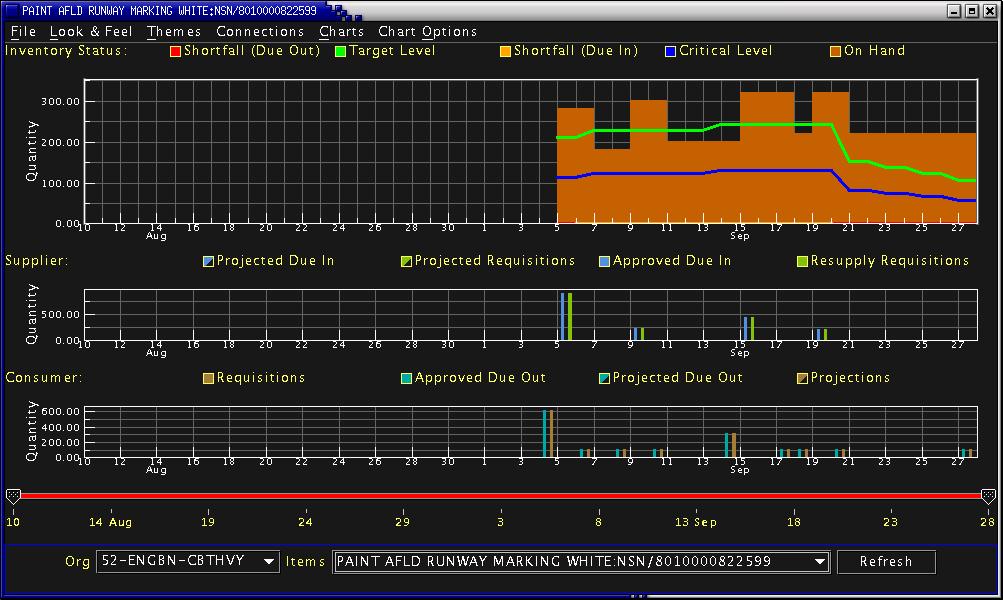 PAINT AFLD RUNWAY MARKING WHITE:NSN/8010000822599
File Look & Feel Themes Connections Charts Chart Options
Inventory Status: Shortfall (Due Out) Target Level Shortfall (Due In) Critical Level On Hand
300.00
200.00
100.00
0.00
Quantity
10 12 14 16 18 20 22 24 26 28 30 1 3 5 7 9 11 13 15 17 19 21 23 25 27
Aug Sep
Supplier: Projected Due In Projected Requisitions Approved Due In Resupply Requisitions
500.00
0.00
Quantity
10 12 14 16 18 20 22 24 26 28 30 1 3 5 7 9 11 13 15 17 19 21 23 25 27
Aug Sep
Consumer: Requisitions Approved Due Out Projected Due Out Projections
600.00
400.00
200.00
0.00
Quantity
10 12 14 16 18 20 22 24 26 28 30 1 3 5 7 9 11 13 15 17 19 21 23 25 27
Aug Sep
10 14 Aug 19 24 29 3 8 13 Sep 18 23 28
Org 52-ENGBN-CBTHVY Items PAINT AFLD RUNWAY MARKING WHITE:NSN/8010000822599 Refresh